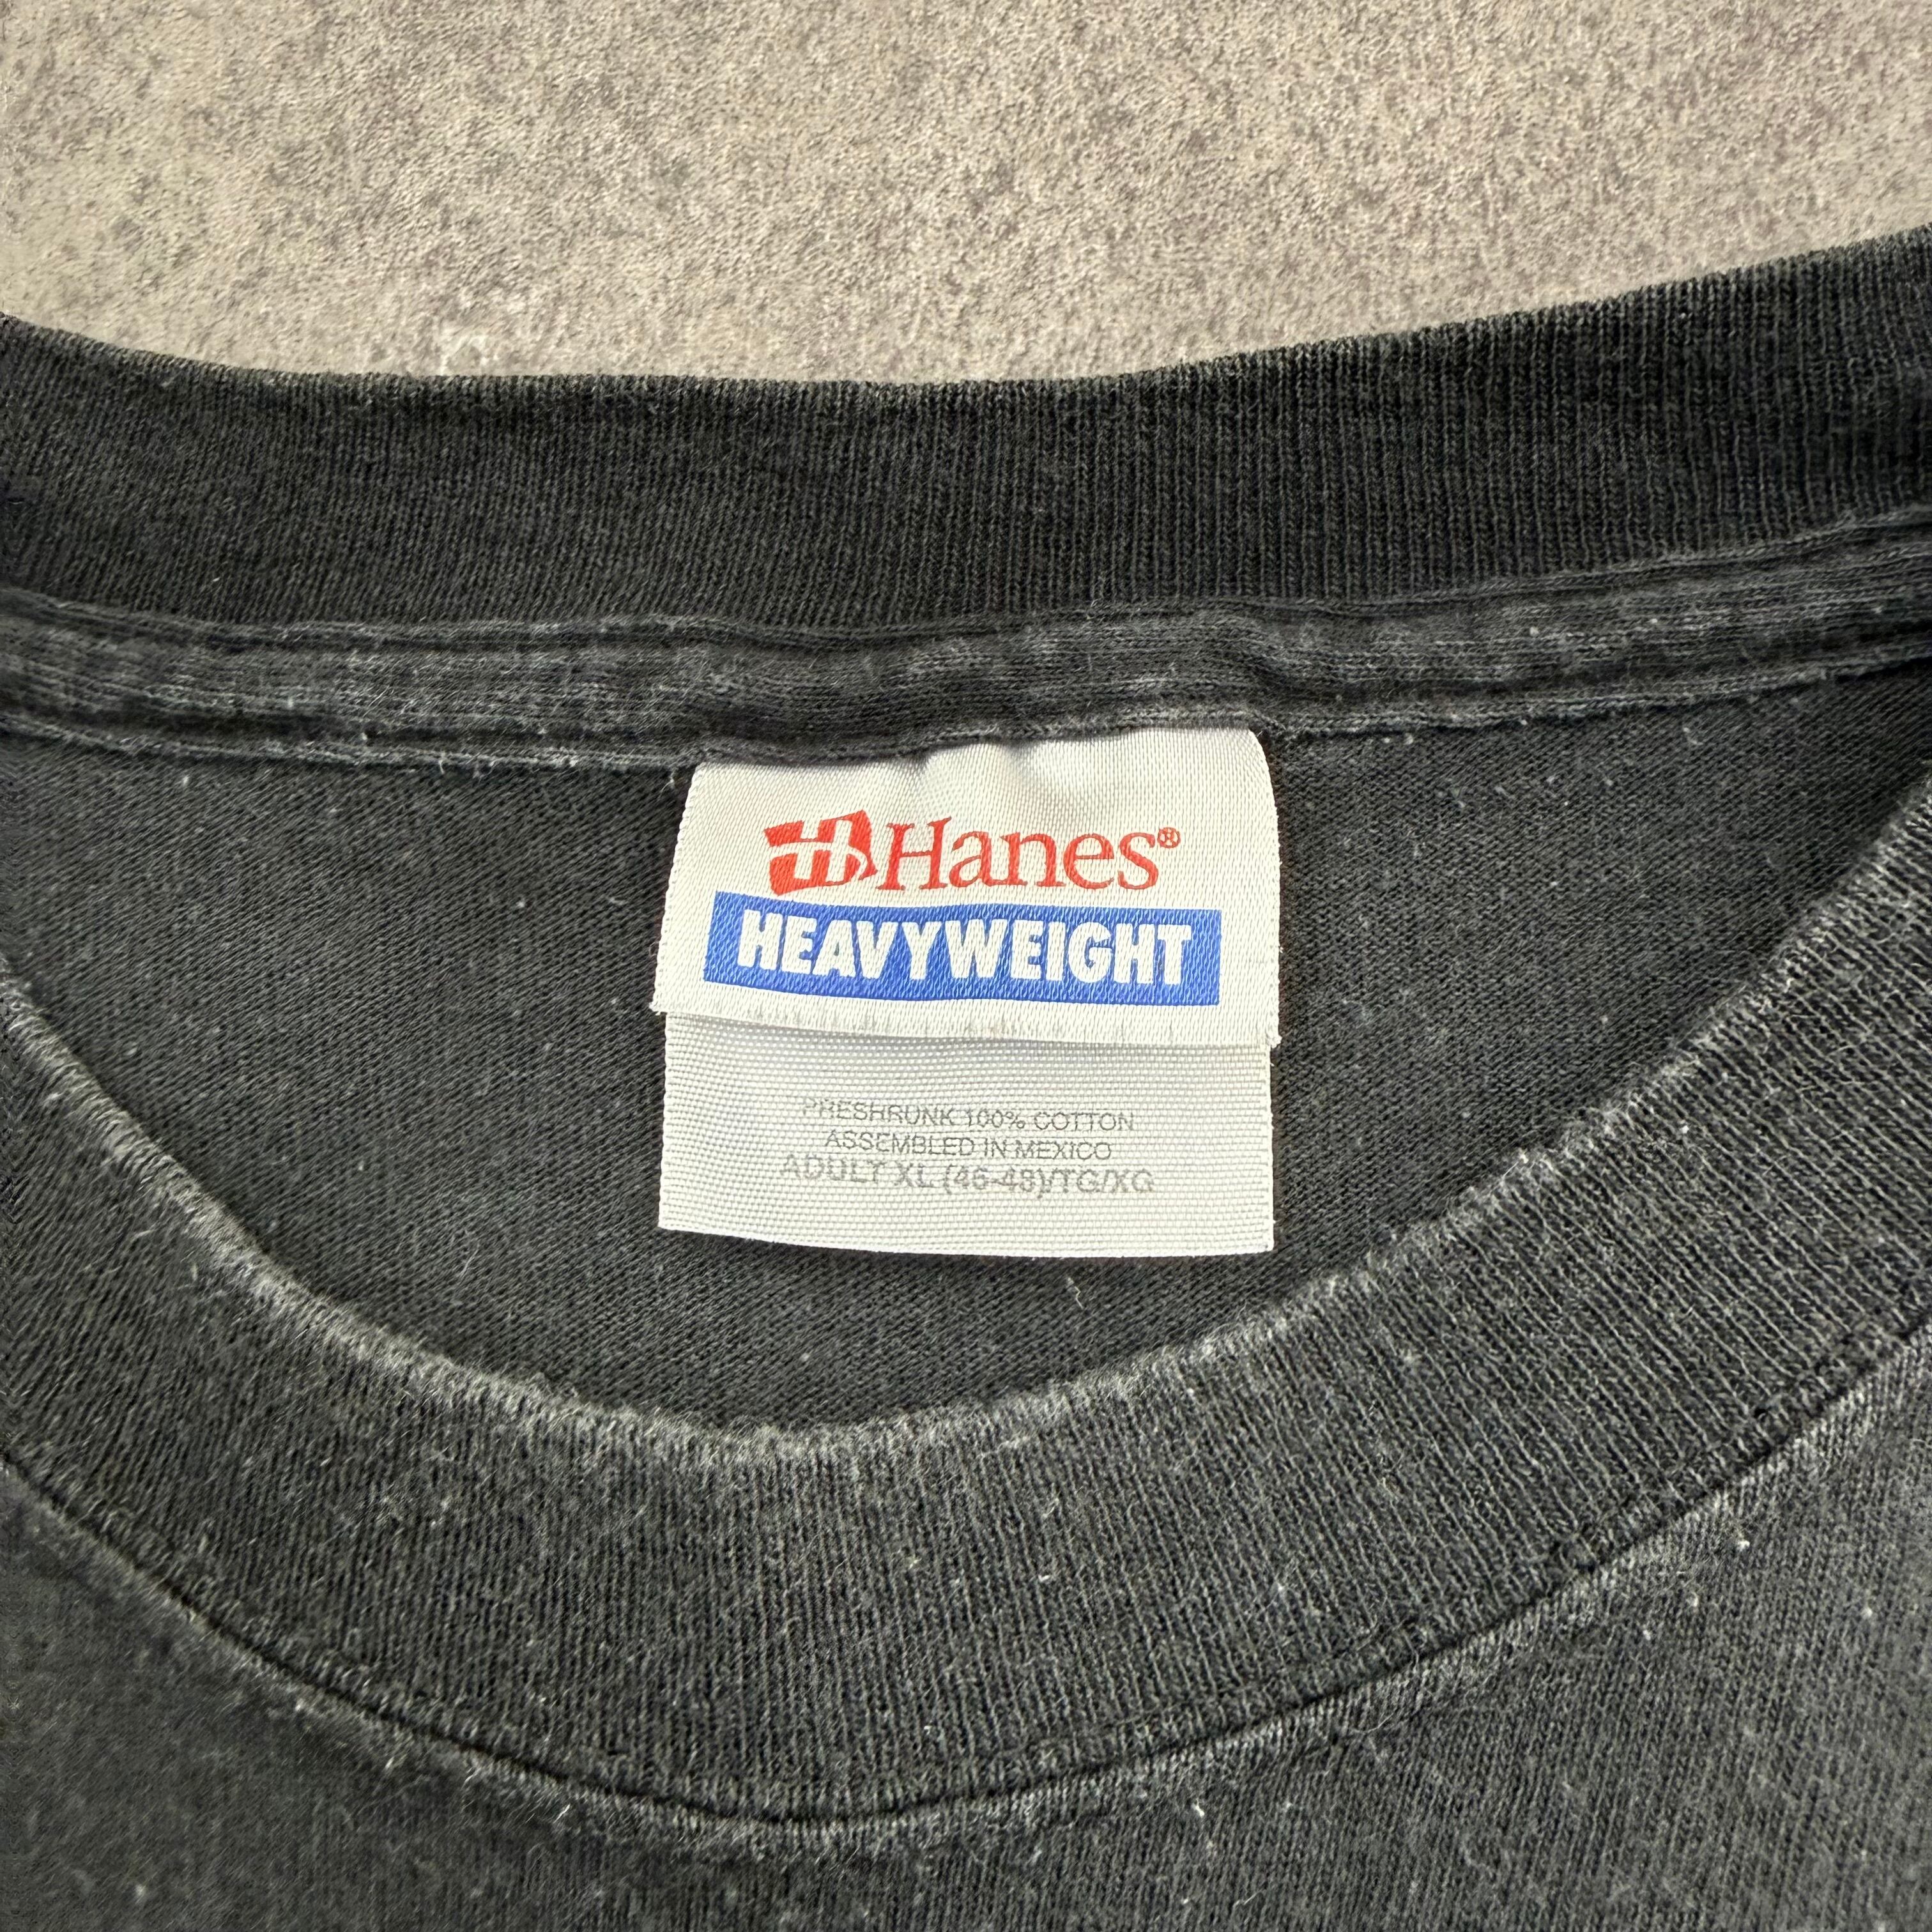 Hanes®
HEAVYWEIGHT
PRESHRUNK 100% COTTON
ASSEMBLED IN MEXICO
ADULT XL (46-48)/TG/XG